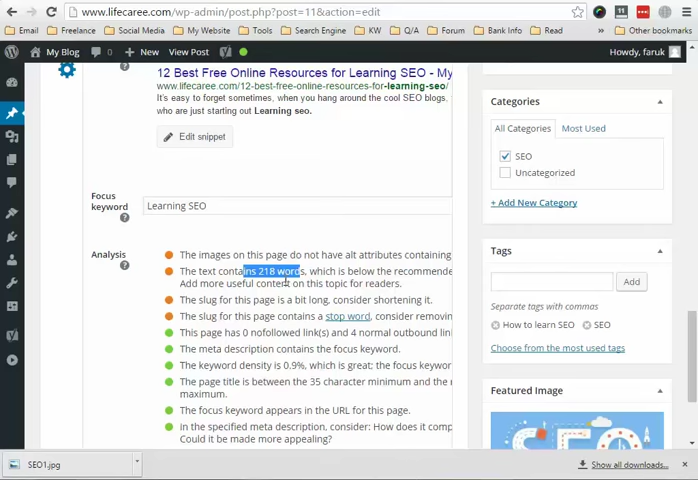 www.lifecaree.com/wp-admin/post.php?post=11&action=edit
Email Freelance Social Media My Website Tools Search Engine KW Q/A Forum Bank Info Read » Other bookmarks
My Blog 0 + New View Post Howdy, faruk
12 Best Free Online Resources for Learning SEO - My
www.lifecaree.com/12-best-free-online-resources-for-learning-seo/
It's easy to forget sometimes, when you hang around the cool SEO blogs.
who are just starting out Learning seo.
Edit snippet
Focus
keyword
?
Learning SEO
Analysis
?
The images on this page do not have alt attributes containing
The text contains 218 words, which is below the recommende
Add more useful content on this topic for readers.
The slug for this page is a bit long, consider shortening it.
The slug for this page contains a stop word, consider removin
This page has 0 nofollowed link(s) and 4 normal outbound lin
The meta description contains the focus keyword.
The keyword density is 0.9%, which is great; the focus keywor
The page title is between the 35 character minimum and the r
maximum.
The focus keyword appears in the URL for this page.
In the specified meta description, consider: How does it comp
Could it be made more appealing?
Categories
All Categories Most Used
SEO
Uncategorized
+ Add New Category
Tags
Add
Separate tags with commas
How to learn SEO SEO
Choose from the most used tags
Featured Image
SEO
SEO1.jpg
Show all downloads...